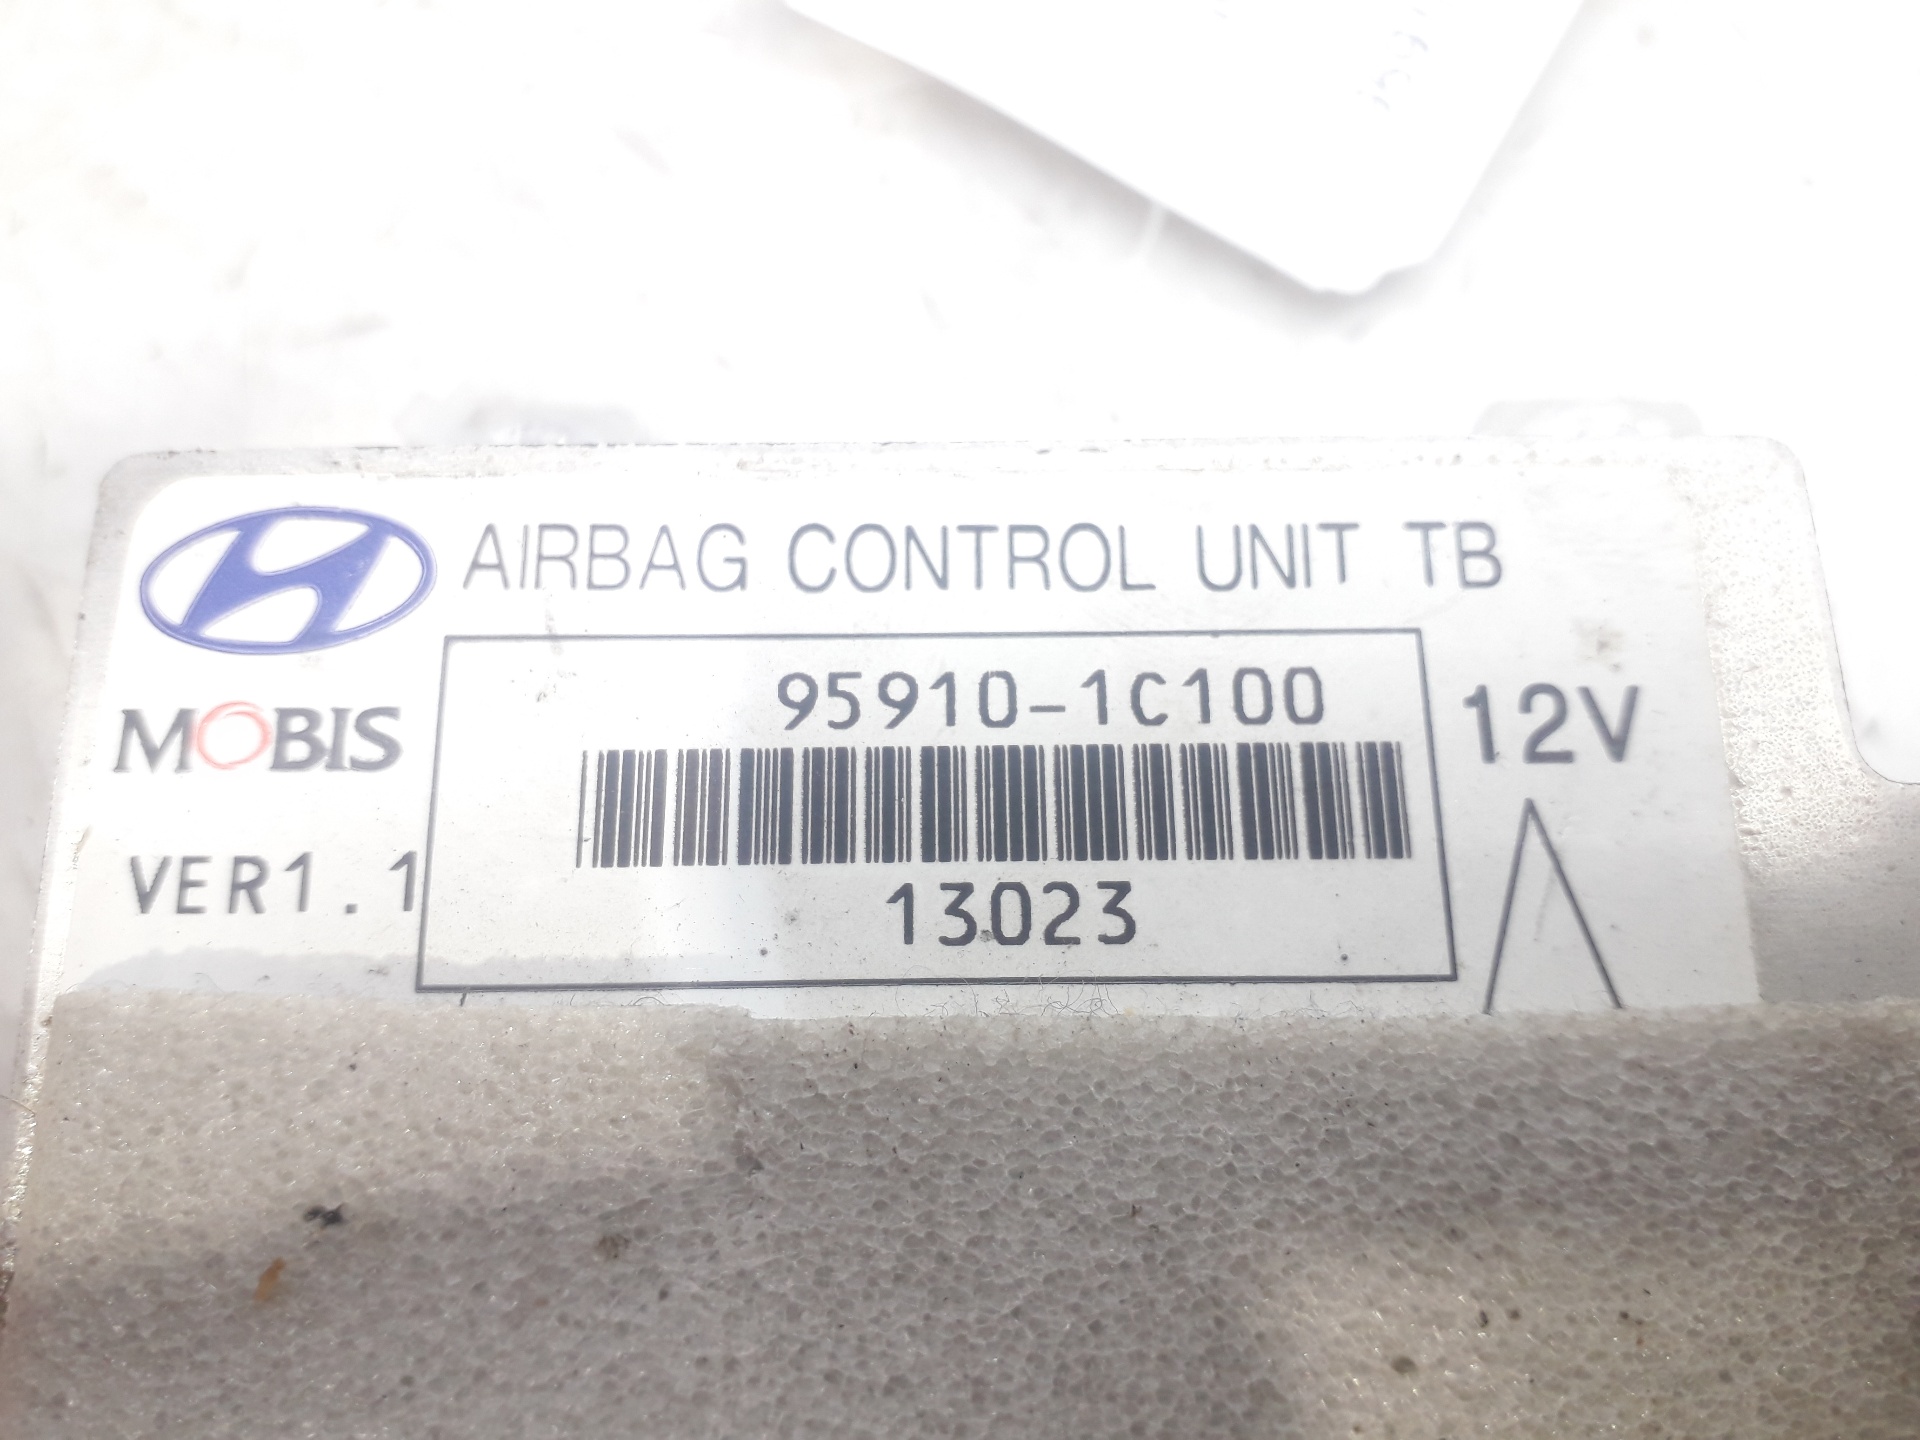 AIRBAG CONTROL UNIT TB
95910-1C100
MOBIS
12V
VER1.1
13023